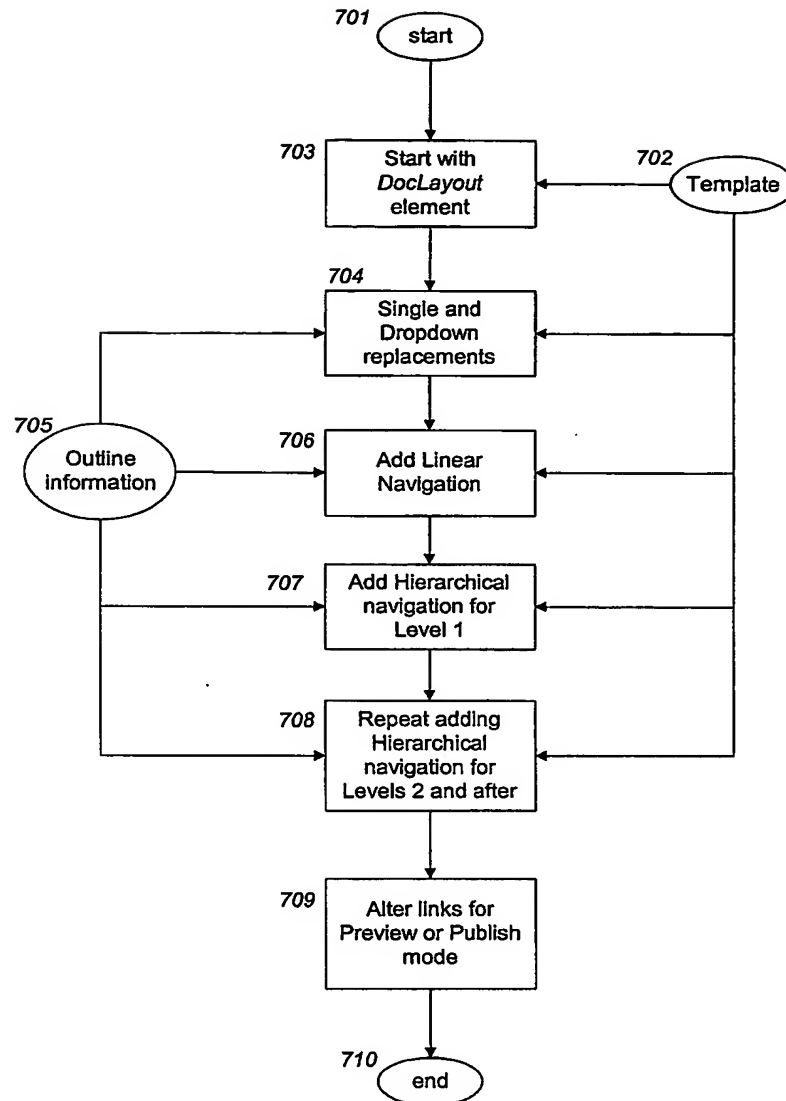 701
start
703
Start with
DocLayout
element
702
Template
704
Single and
Dropdown
replacements
705
Outline
information
706
Add Linear
Navigation
707
Add Hierarchical
navigation for
Level 1
708
Repeat adding
Hierarchical
navigation for
Levels 2 and after
709
Alter links for
Preview or Publish
mode
710
end